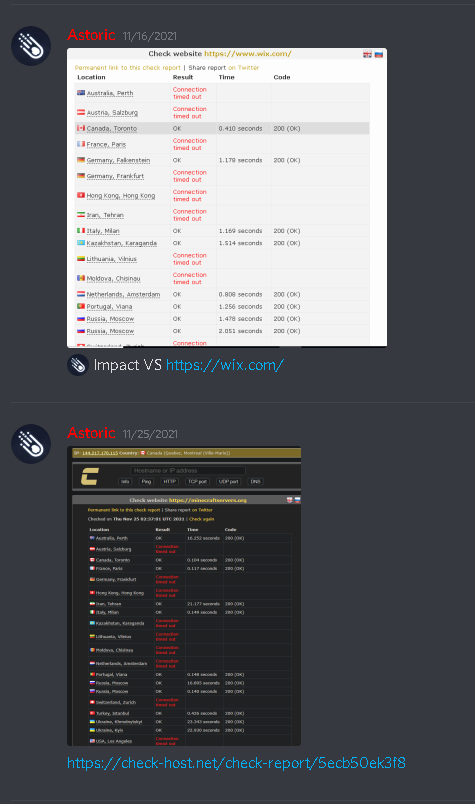 Astoric 11/16/2021
Check website https://www.wix.com/
Permanent link to this check report | Share report on Twitter
Location Result Time Code
Australia, Perth Connection timed out
Austria, Salzburg Connection timed out
Canada, Toronto OK 0.410 seconds 200 (OK)
France, Paris Connection timed out
Germany, Falkenstein OK 1.178 seconds 200 (OK)
Germany, Frankfurt Connection timed out
Hong Kong, Hong Kong Connection timed out
Iran, Tehran Connection timed out
Italy, Milan OK 1.169 seconds 200 (OK)
Kazakhstan, Karaganda OK 1.514 seconds 200 (OK)
Lithuania, Vilnius Connection timed out
Moldova, Chisinau Connection timed out
Netherlands, Amsterdam OK 0.808 seconds 200 (OK)
Portugal, Viana OK 1.256 seconds 200 (OK)
Russia, Moscow OK 1.478 seconds 200 (OK)
Russia, Moscow OK 2.051 seconds 200 (OK)
Connection
Impact VS https://wix.com/
Astoric 11/25/2021
IP: 144.217.170.115 Country: Canada (Quebec, Montreal (Ville-Marie))
Hostname or IP address
Info Ping HTTP TCP port UDP port DNS
Check website https://minecraftservers.org
Permanent link to this check report | Share report on Twitter
Checked on Thu Nov 25 02:37:01 UTC 2021 | Check again
Location Result Time Code
Australia, Perth OK 16.252 seconds 200 (OK)
Austria, Salzburg Connection timed out
Canada, Toronto OK 0.104 seconds 200 (OK)
France, Paris OK 0.117 seconds 200 (OK)
Germany, Frankfurt Connection timed out
Hong Kong, Hong Kong Connection timed out
Iran, Tehran OK 21.177 seconds 200 (OK)
Italy, Milan OK 0.149 seconds 200 (OK)
Kazakhstan, Karaganda Connection timed out
Lithuania, Vilnius Connection timed out
Moldova, Chisinau Connection timed out
Netherlands, Amsterdam Connection timed out
Portugal, Viana OK 0.148 seconds 200 (OK)
Russia, Moscow OK 16.895 seconds 200 (OK)
Russia, Moscow OK 0.149 seconds 200 (OK)
Switzerland, Zurich Connection timed out
Turkey, Istanbul OK 0.426 seconds 200 (OK)
Ukraine, Khmelnytskyi OK 23.343 seconds 200 (OK)
Ukraine, Kyiv OK 22.930 seconds 200 (OK)
USA, Los Angeles Connection timed out
https://check-host.net/check-report/5ecb50ek3f8